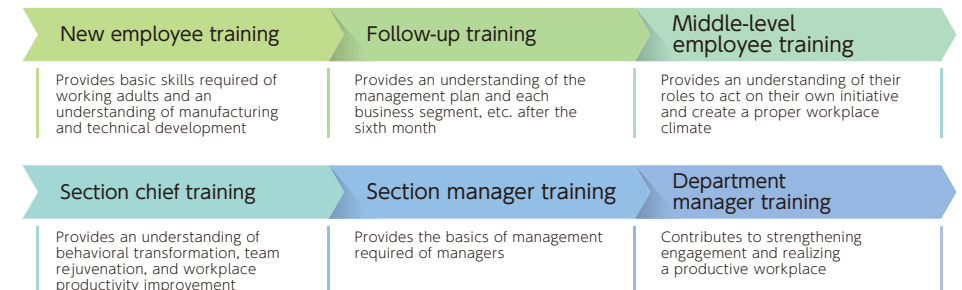 New employee training
Provides basic skills required of
working adults and an
understanding of manufacturing
and technical development
Follow-up training
Provides an understanding of the
management plan and each
business segment, etc. after the
sixth month
Middle-level
employee training
Provides an understanding of their
roles to act on their own initiative
and create a proper workplace
climate
Section chief training
Provides an understanding of
behavioral transformation, team
rejuvenation, and workplace
productivity improvement
Section manager training
Provides the basics of management
required of managers
Department
manager training
Contributes to strengthening
engagement and realizing
a productive workplace